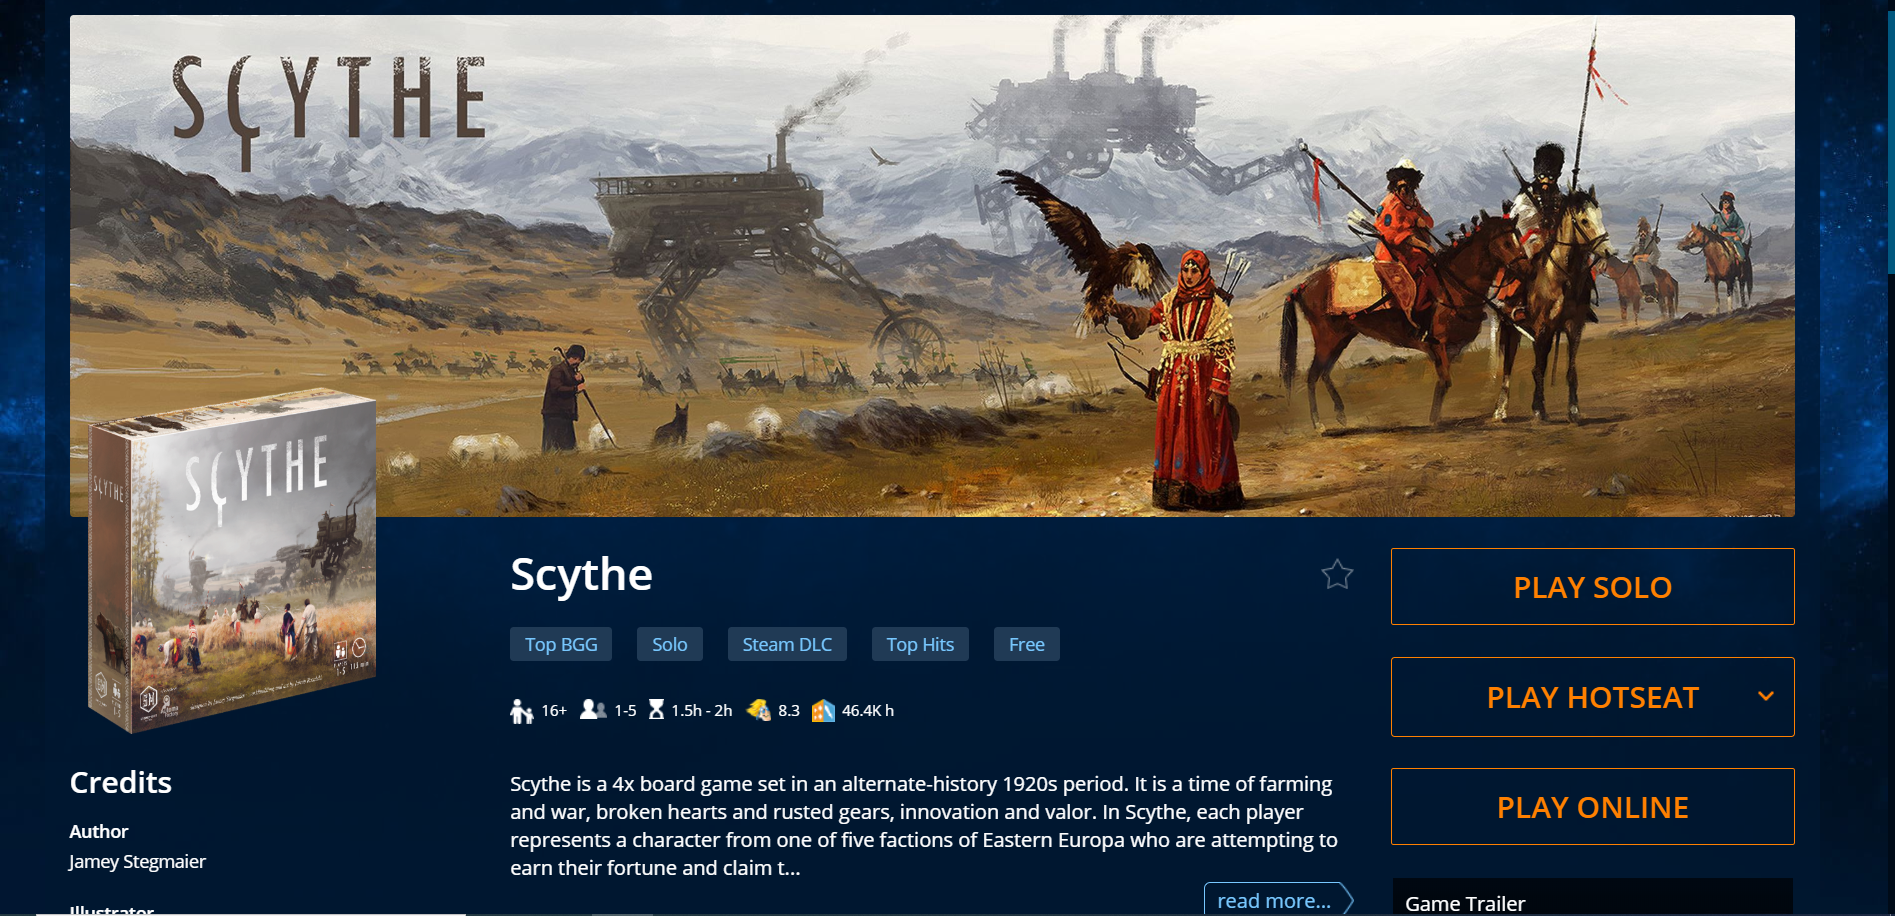 SCYTHE
SCYTHE
SCYTHE
Scythe
PLAY SOLO
Top BGG
Solo
Steam DLC
Top Hits
Free
16+
1-5
1.5h - 2h
8.3
46.4K h
PLAY HOTSEAT
PLAY ONLINE
Scythe is a 4x board game set in an alternate-history 1920s period. It is a time of farming
and war, broken hearts and rusted gears, innovation and valor. In Scythe, each player
represents a character from one of five factions of Eastern Europa who are attempting to
earn their fortune and claim t...
read more...
Credits
Author
Jamey Stegmaier
Illustrator
Game Trailer